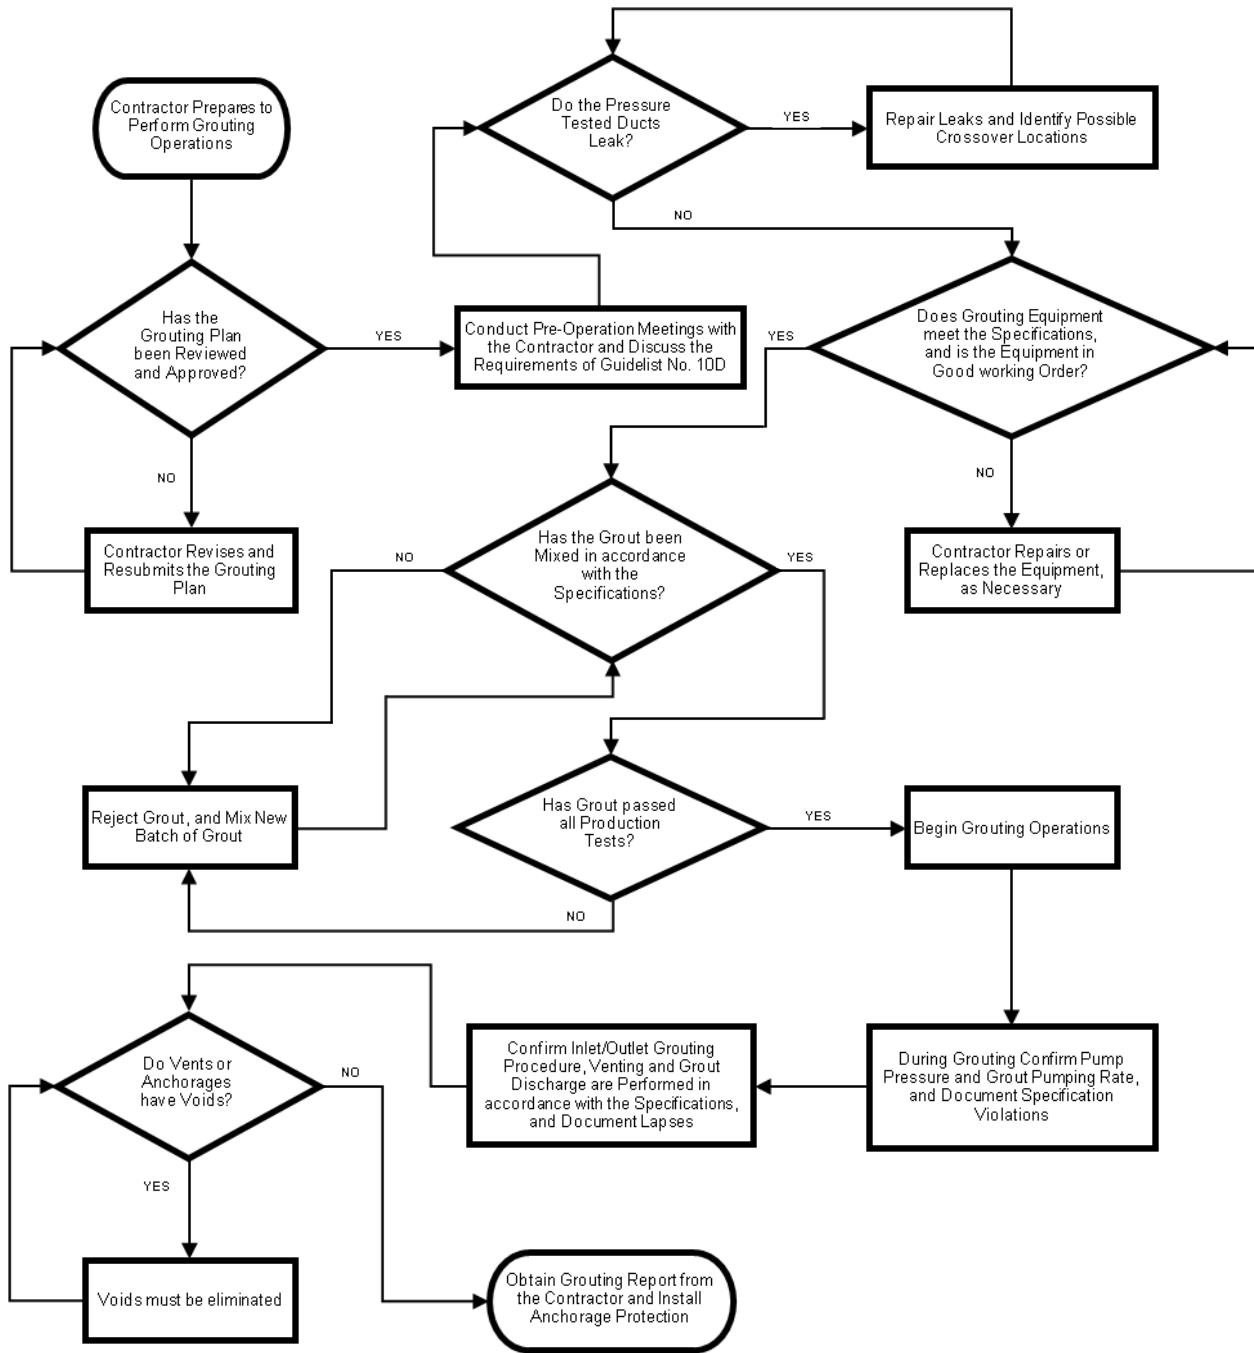 Contractor Prepares to
Perform Grouting
Operations
Has the
Grouting Plan
been Reviewed
and Approved?
YES
NO
Contractor Revises and
Resubmits the Grouting
Plan
Conduct Pre-Operation Meetings with
the Contractor and Discuss the
Requirements of Guidelist No. 10D
Do the Pressure
Tested Ducts
Leak?
YES
Repair Leaks and Identify Possible
Crossover Locations
NO
Does Grouting Equipment
meet the Specifications,
and is the Equipment in
Good working Order?
YES
NO
Contractor Repairs or
Replaces the Equipment,
as Necessary
Has the Grout been
Mixed in accordance
with the
Specifications?
NO
YES
Reject Grout, and Mix New
Batch of Grout
Has Grout passed
all Production
Tests?
YES
NO
Begin Grouting Operations
During Grouting Confirm Pump
Pressure and Grout Pumping Rate,
and Document Specification
Violations
Confirm Inlet/Outlet Grouting
Procedure, Venting and Grout
Discharge are Performed in
accordance with the Specifications,
and Document Lapses
Do Vents or
Anchorages
have Voids?
NO
YES
Voids must be eliminated
Obtain Grouting Report from
the Contractor and Install
Anchorage Protection